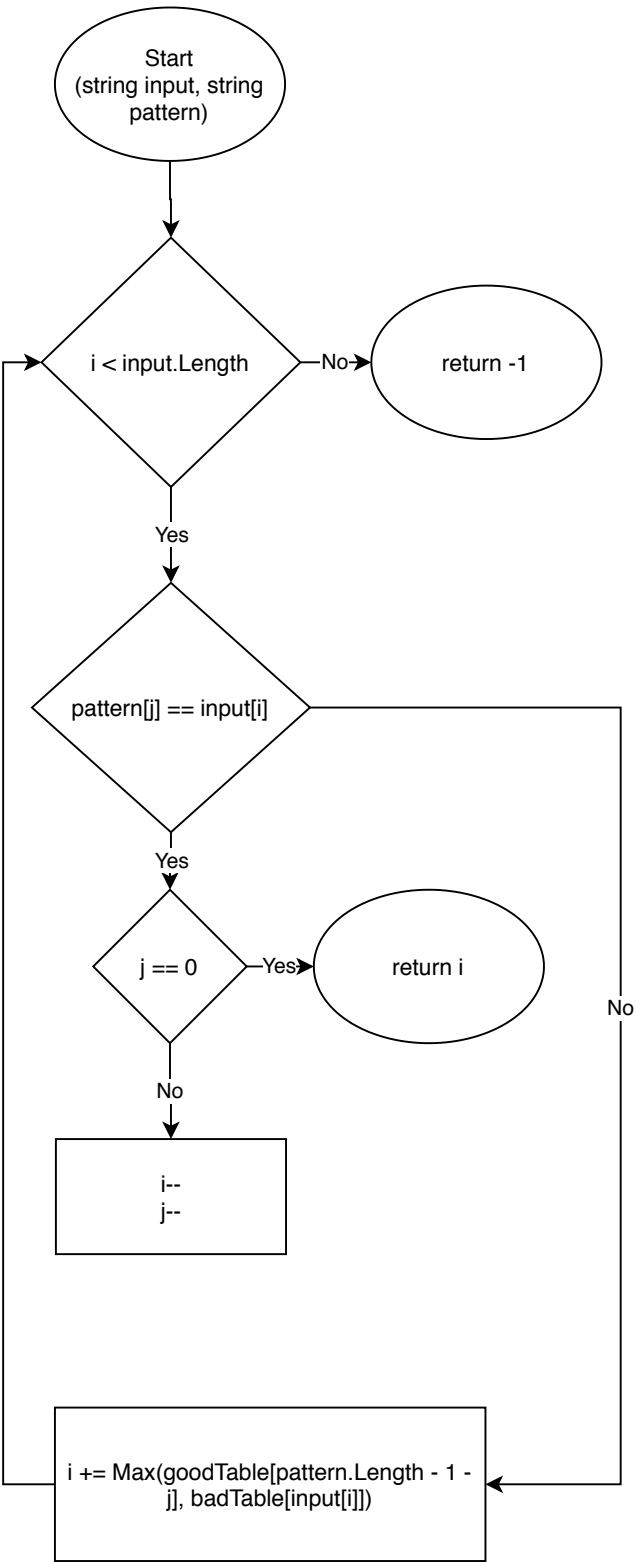 Start
(string input, string
pattern)
i < input.Length
No
return -1
Yes
pattern[j] == input[i]
Yes
j == 0
Yes
return i
No
No
i--
j--
i += Max(goodTable[pattern.Length - 1 -
j], badTable[input[i]])